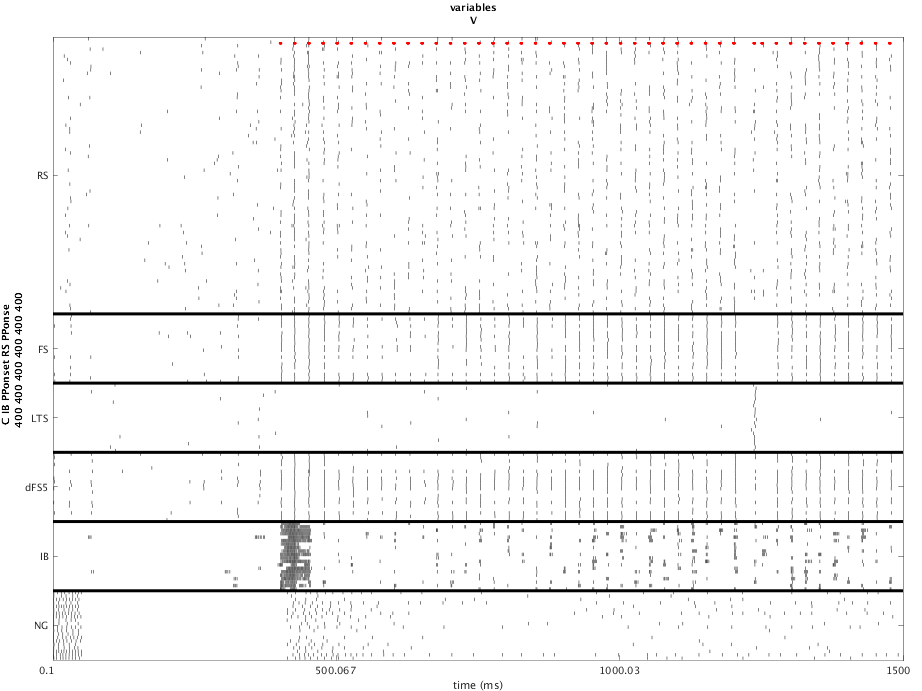 variables
V
C IB PPonset RS PPonse
400 400 400 400 400 400
RS
FS
LTS
dFS5
IB
NG
0.1
500.067
1000.03
1500
time (ms)